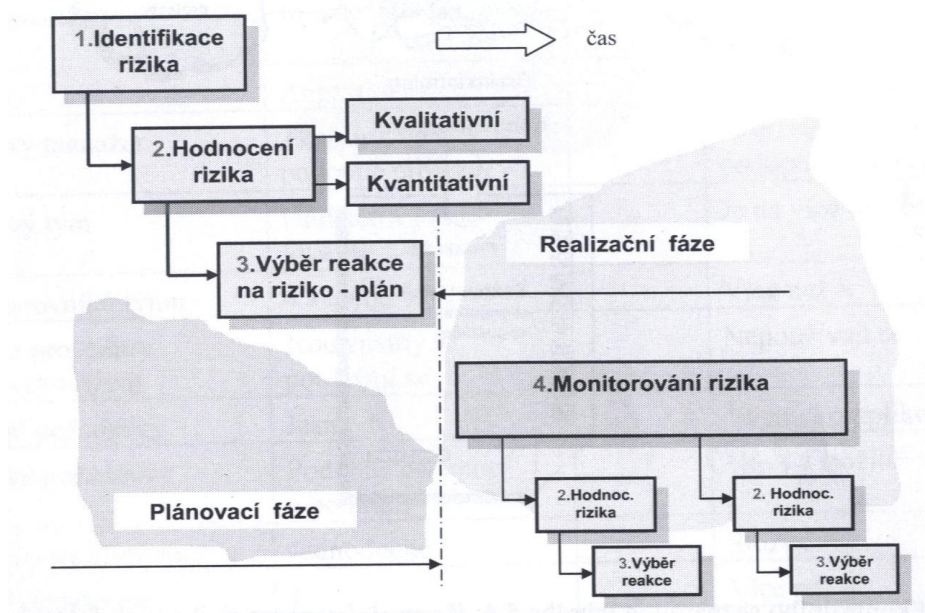 1.Identifikace
rizika
čas
Kvalitativní
2.Hodnocení
rizika
Kvantitativní
3.Výběr reakce
na riziko - plán
Realizační fáze
4.Monitorování rizika
Plánovací fáze
2.Hodnoc.
rizika
2. Hodnoc.
rizika
3.Výběr
reakce
3.Výběr
reakce